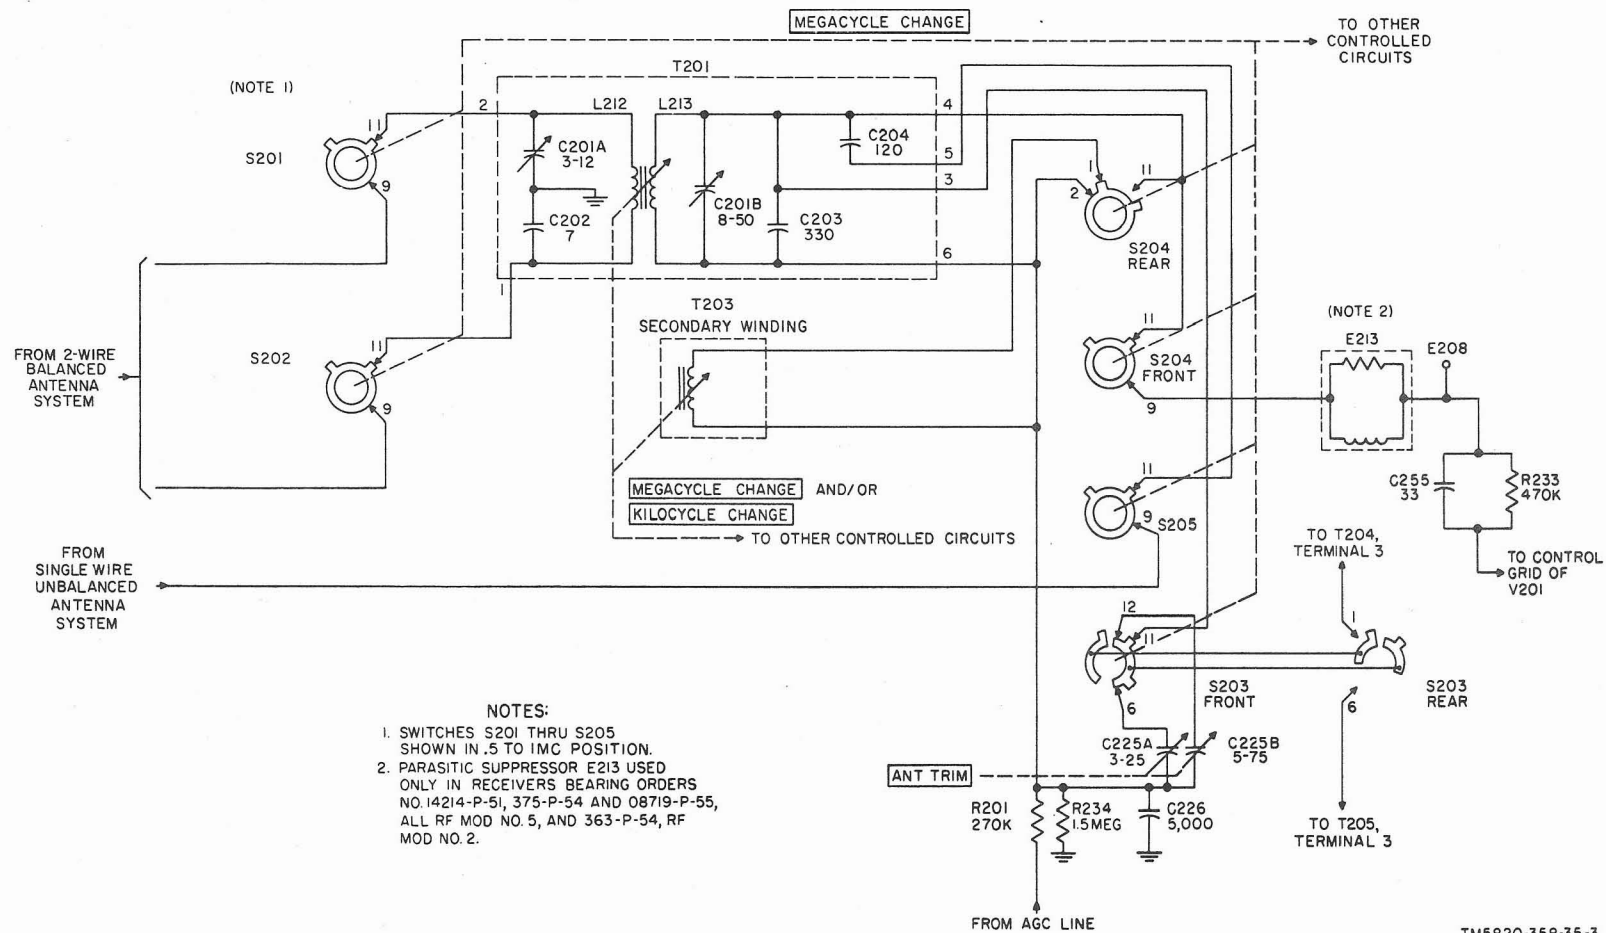 MEGACYCLE CHANGE
TO OTHER
CONTROLLED
CIRCUITS
(NOTE 1)
T201
2
L212
L213
4
11
S201
C201A
3-12
C204
120
5
3
9
C202
7
C201B
8-50
C203
330
6
1
1
2
11
S204
REAR
T203
SECONDARY WINDING
11
S204
FRONT
9
(NOTE 2)
E213
E208
FROM 2-WIRE
BALANCED
ANTENNA
SYSTEM
S202
11
9
MEGACYCLE CHANGE AND/OR
KILOCYCLE CHANGE
TO OTHER CONTROLLED CIRCUITS
11
9
S205
C255
33
R233
470K
TO CONTROL
GRID OF
V201
TO T204,
TERMINAL 3
FROM
SINGLE WIRE
UNBALANCED
ANTENNA
SYSTEM
12
11
6
S203
FRONT
1
6
S203
REAR
C225A
3-25
C225B
5-75
ANT TRIM
R201
270K
R234
1.5MEG
C226
5,000
TO T205,
TERMINAL 3
FROM AGC LINE
NOTES:
1. SWITCHES S201 THRU S205
SHOWN IN .5 TO 1MC POSITION.
2. PARASITIC SUPPRESSOR E213 USED
ONLY IN RECEIVERS BEARING ORDERS
NO. 14214-P-51, 375-P-54 AND 08719-P-55,
ALL RF MOD NO. 5, AND 363-P-54, RF
MOD NO. 2.